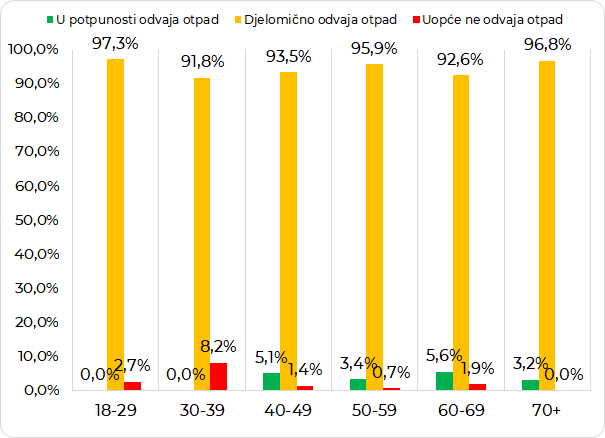 U potpunosti odvaja otpad Djelomično odvaja otpad Uopće ne odvaja otpad
100,0%
90,0%
80,0%
70,0%
60,0%
50,0%
40,0%
30,0%
20,0%
10,0%
0,0%
97,3% 91,8% 93,5% 95,9% 92,6% 96,8%
0,0% 2,7% 0,0% 8,2% 5,1% 1,4% 3,4% 0,7% 5,6% 1,9% 3,2% 0,0%
18-29 30-39 40-49 50-59 60-69 70+